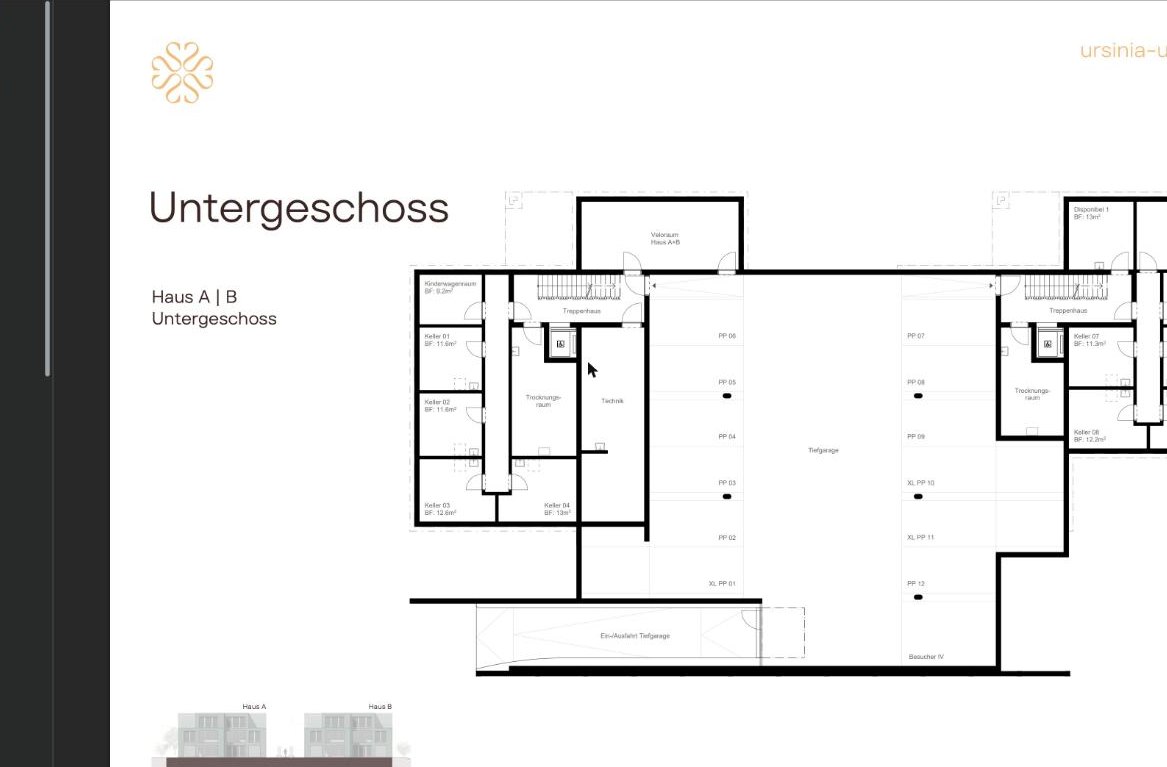 ursinia-u
Untergeschoss
Haus A | B
Untergeschoss
Veloraum
Haus A+B
Disponibel 1
BF: 13m²
Kinderwagenraum
BF: 9.2m²
Treppenhaus
Treppenhaus
Keller 01
BF: 11.6m²
PP 06
PP 07
Keller 07
BF: 11.3m²
PP 05
PP 08
Keller 02
BF: 11.6m²
Trocknungs-
raum
Technik
Trocknungs-
raum
PP 04
PP 09
Keller 08
BF: 12.2m²
Tiefgarage
PP 03
XL PP 10
Keller 03
BF: 12.6m²
Keller 04
BF: 13m²
PP 02
XL PP 11
XL PP 01
PP 12
Ein-/Ausfahrt Tiefgarage
Besucher IV
Haus A
Haus B